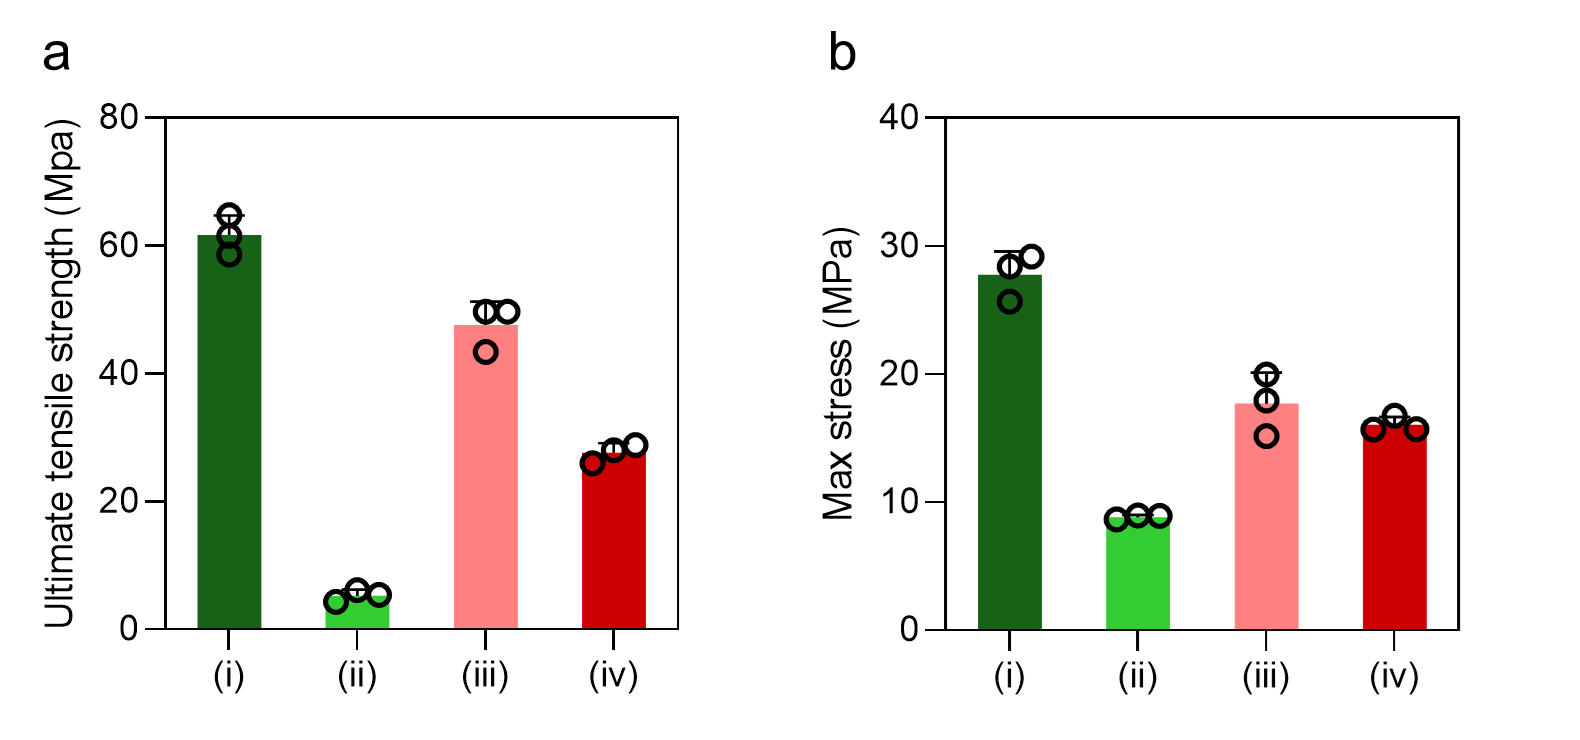 a
Ultimate tensile strength (Mpa)
80
60
40
20
0
(i)
(ii)
(iii)
(iv)
b
Max stress (MPa)
40
30
20
10
0
(i)
(ii)
(iii)
(iv)